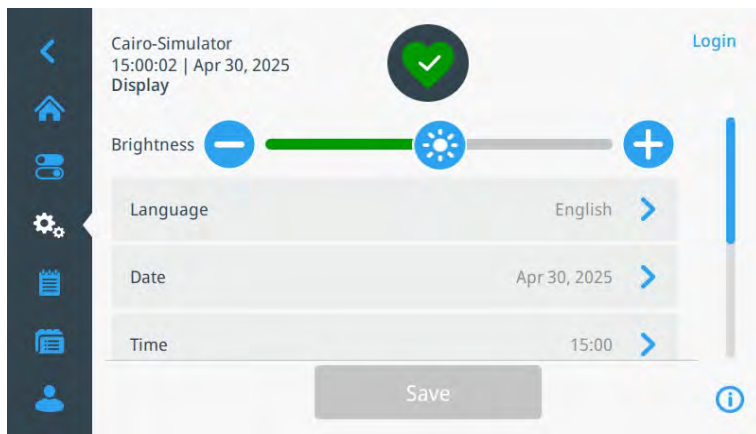 Cairo-Simulator
Login
15:00:02 | Apr 30, 2025
Display
Brightness
Language English
Date Apr 30, 2025
Time 15:00
Save